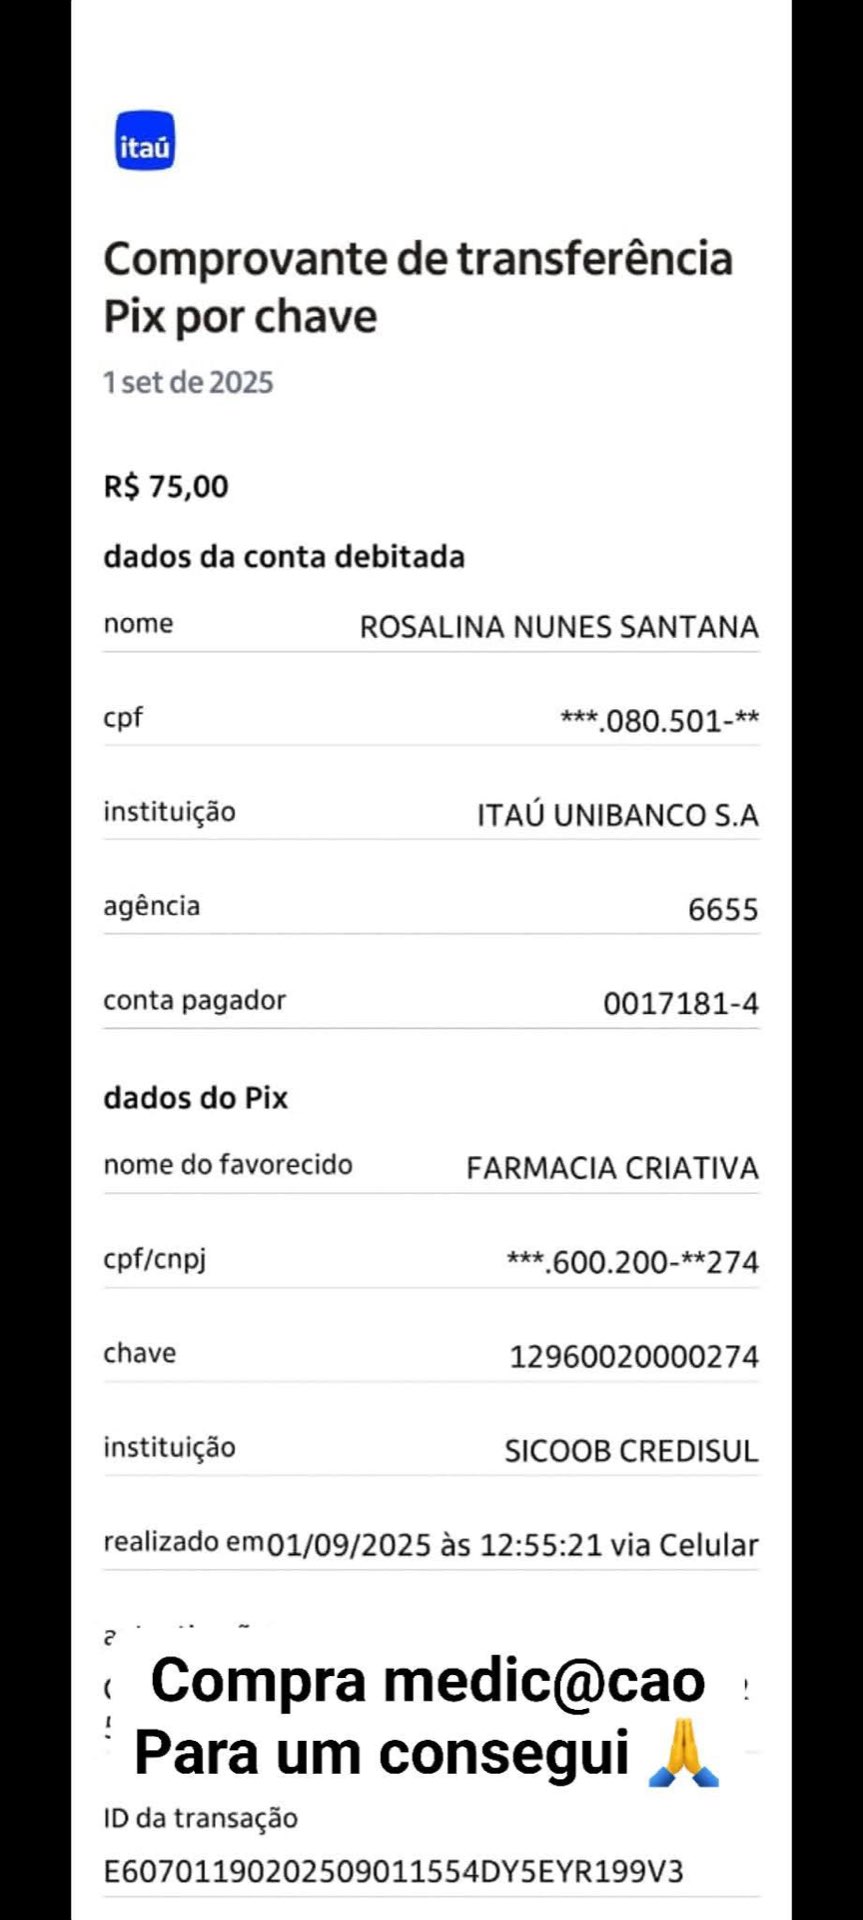 itaú
Comprovante de transferência
Pix por chave
1 set de 2025
R$ 75,00
dados da conta debitada
nome ROSALINA NUNES SANTANA
cpf ***.080.501-**
instituição ITAÚ UNIBANCO S.A
agência 6655
conta pagador 0017181-4
dados do Pix
nome do favorecido FARMACIA CRIATIVA
cpf/cnpj ***.600.200-**274
chave 12960020000274
instituição SICOOB CREDISUL
realizado em 01/09/2025 às 12:55:21 via Celular
Compra medic@cao
Para um consegui 🙏
ID da transação
E60701190202509011554DY5EYR199V3